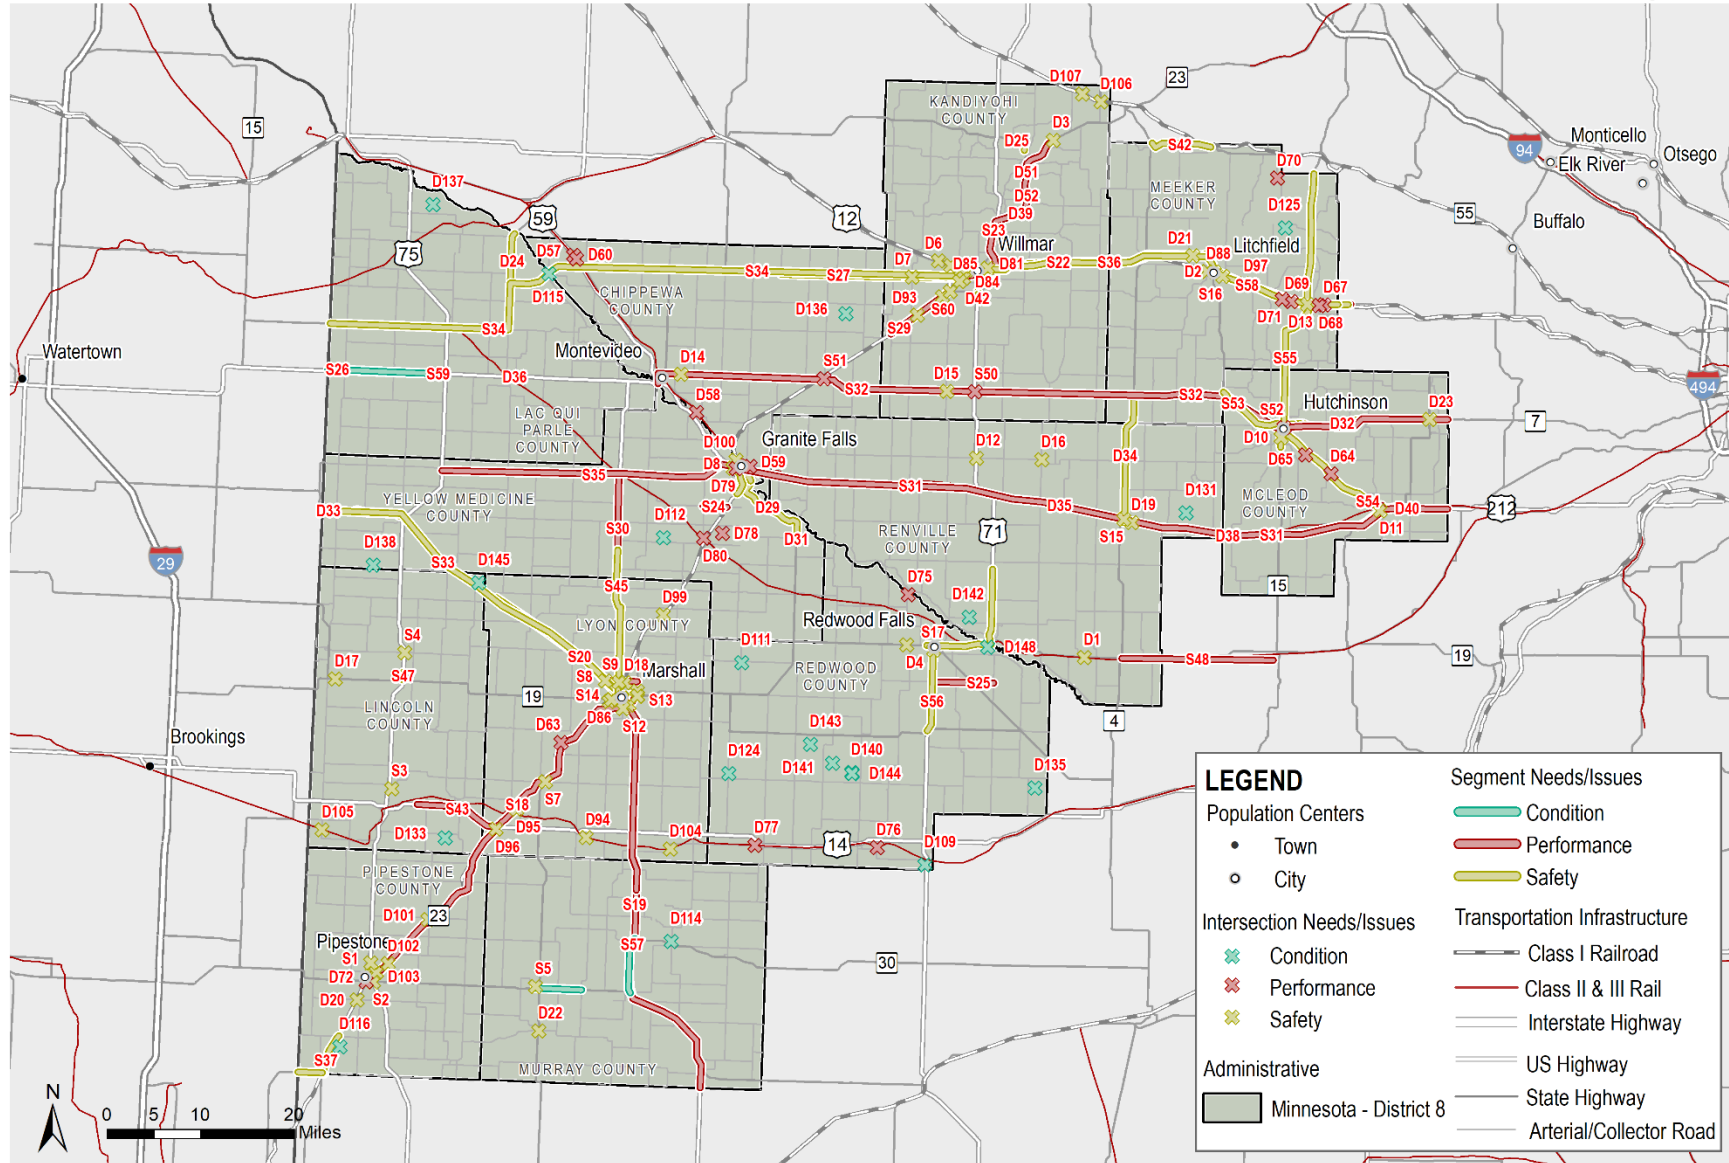 D107
D106
23
KANDIYOHI
COUNTY
15
D3
D25
S42
94
Monticello
Otsego
Elk River
D70
D51
MEEKER
COUNTY
D137
D52
D125
55
59
12
D39
Buffalo
S23
Willmar
75
D57
D60
D6
D7
D85
D81
S22
S36
D21
D88
Litchfield
D24
S34
S27
D84
D2
D97
D115
CHIPPEWA
COUNTY
D93
D42
S16
S58
D69
D67
D136
S60
S29
D71
D13
D68
S34
Watertown
Montevideo
D14
S51
S55
S26
S59
D36
S32
D15
S50
S32
S53
S52
Hutchinson
494
D58
D23
LAC QUI
PARLE
COUNTY
D32
7
D100
Granite Falls
D12
D16
D10
D8
D59
D34
D65
D64
S35
D79
S31
YELLOW MEDICINE
COUNTY
MCLEOD
COUNTY
D33
S24
D29
D35
D19
D131
S54
D40
212
D112
D78
D31
RENVILLE
COUNTY
71
S15
D38
S31
D11
S30
D80
D138
S33
D145
29
S45
D75
15
D99
D142
LYON COUNTY
Redwood Falls
S17
S4
D111
D148
D1
D17
S20
S9
D18
Marshall
REDWOOD
COUNTY
D4
S48
19
S47
S8
S14
19
S13
S25
LINCOLN
COUNTY
D86
S12
S56
4
D63
D143
Brookings
D124
D140
S3
D141
D144
D135
S7
D105
S43
S18
D133
D95
D94
D104
D77
14
D76
D109
D96
PIPESTONE
COUNTY
D101
23
S19
D114
Pipestone
D102
S57
S1
D72
D103
S5
30
D20
S2
D116
D22
S37
MURRAY COUNTY
N
0 5 10 20
Miles
LEGEND
Population Centers
Town
City
Intersection Needs/Issues
Condition
Performance
Safety
Administrative
Minnesota - District 8
Segment Needs/Issues
Condition
Performance
Safety
Transportation Infrastructure
Class I Railroad
Class II & III Rail
Interstate Highway
US Highway
State Highway
Arterial/Collector Road